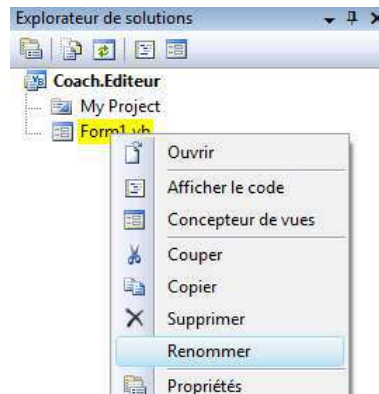 Explorateur de solutions
Coach.Editeur
My Project
Form1.vb
Ouvrir
Afficher le code
Concepteur de vues
Couper
Copier
Supprimer
Renommer
Propriétés